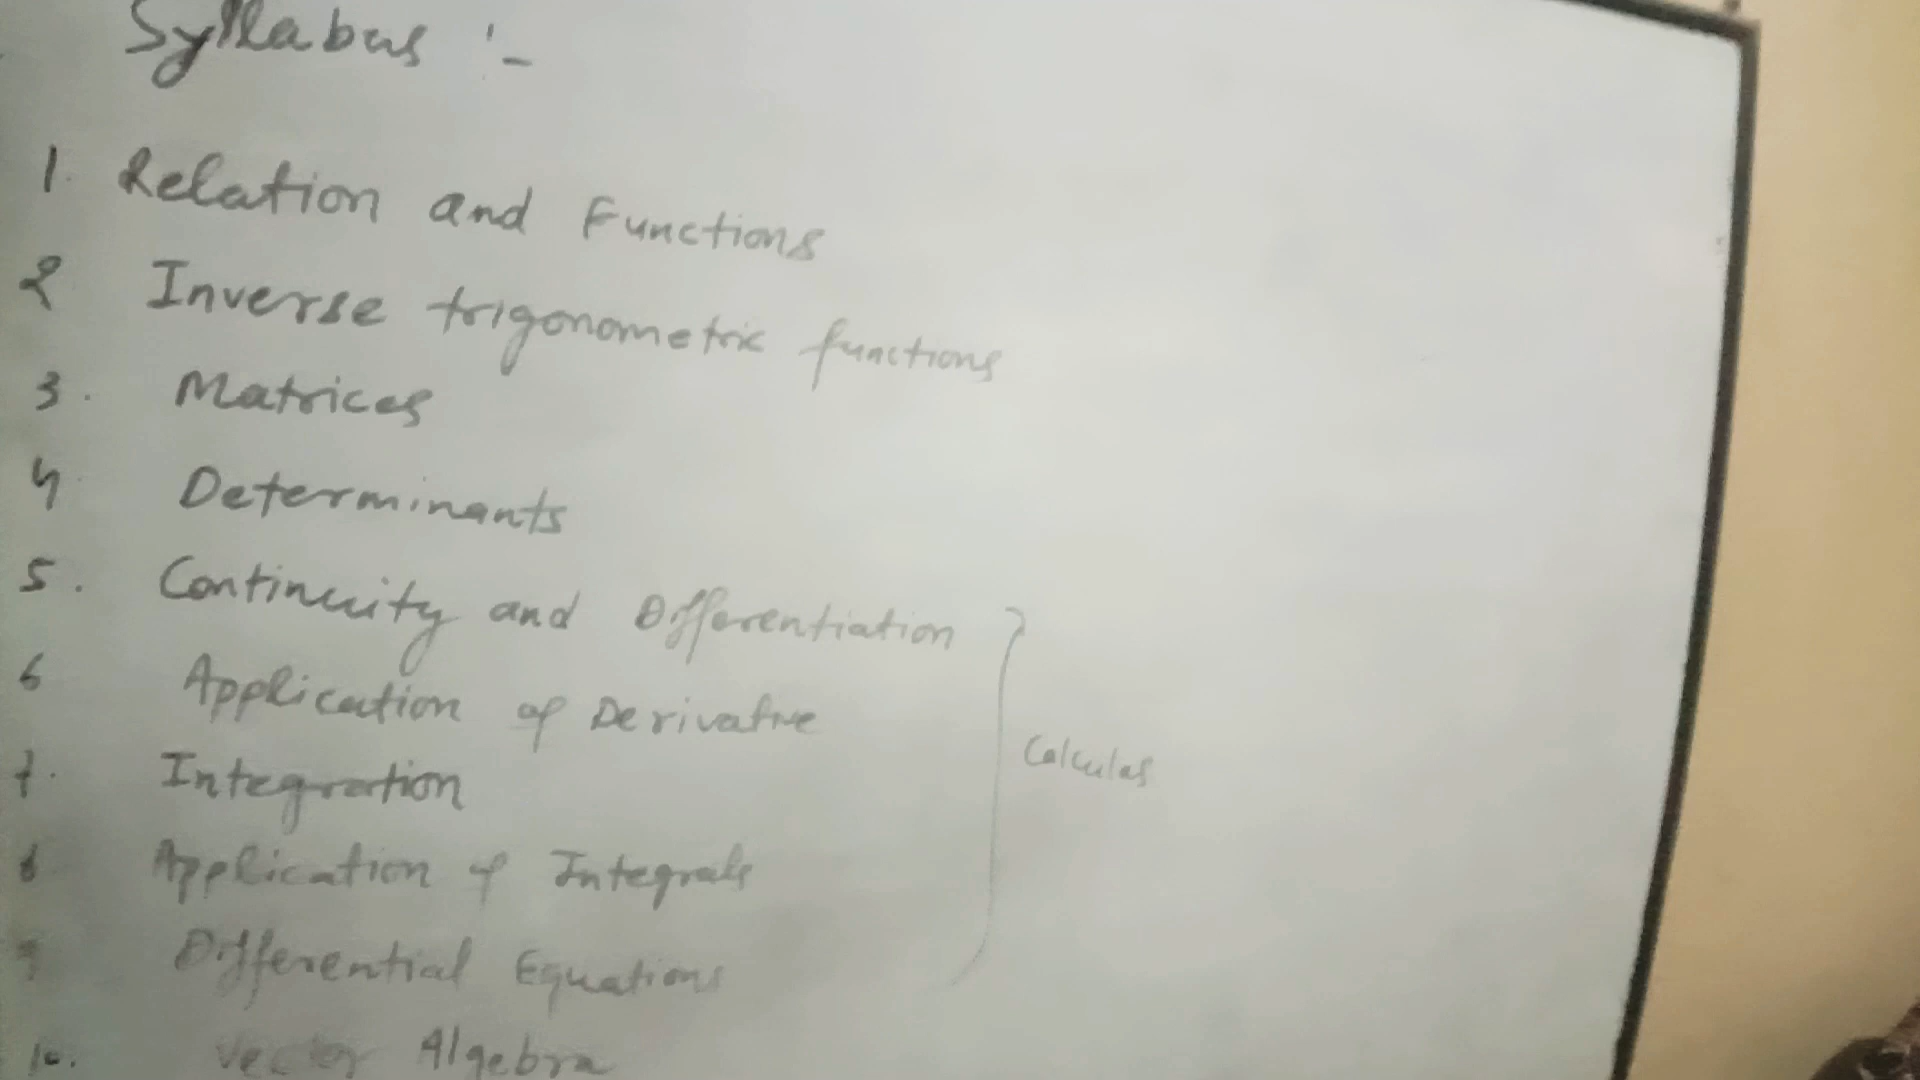 Syllabus :-
1. Relation and Functions
2 Inverse trigonometric functions
3. Matrices
4. Determinants
5. Continuity and Differentiation
6 Application of Derivative
Calculas
7. Integration
8 Application of Integrals
9 Differential Equations
10. Vector Algebra